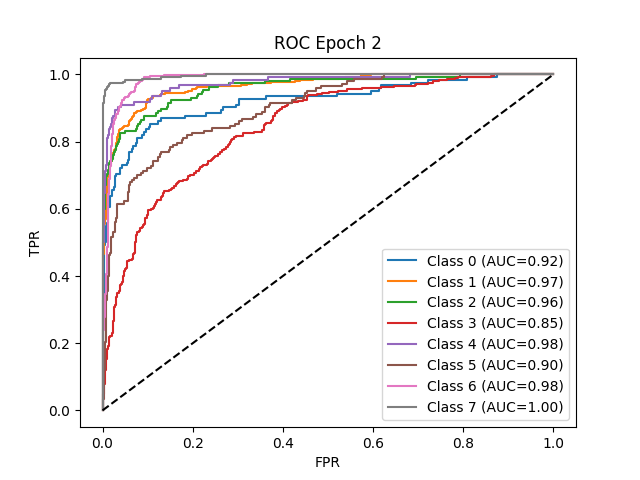 ROC Epoch 2
1.0
0.8
0.6
0.4
0.2
0.0
TPR
0.0 0.2 0.4 0.6 0.8 1.0
FPR
Class 0 (AUC=0.92)
Class 1 (AUC=0.97)
Class 2 (AUC=0.96)
Class 3 (AUC=0.85)
Class 4 (AUC=0.98)
Class 5 (AUC=0.90)
Class 6 (AUC=0.98)
Class 7 (AUC=1.00)